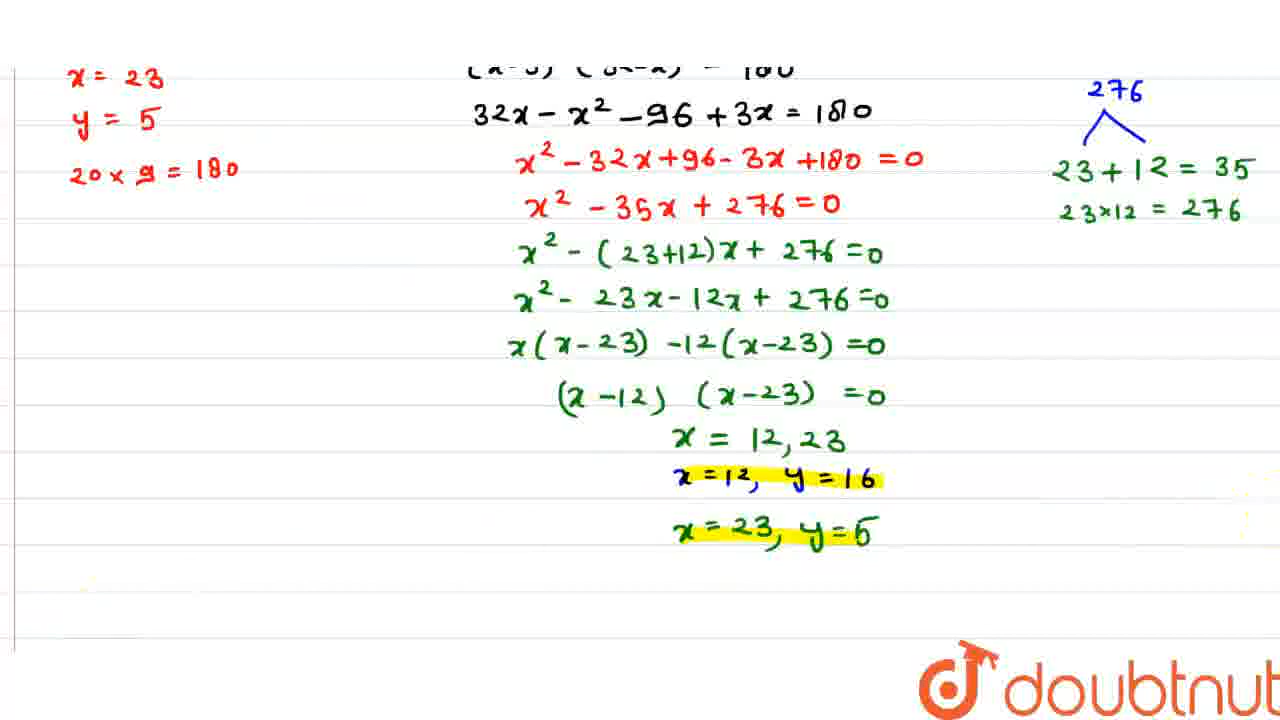 x = 23
y = 5
20 × 9 = 180
32x - x² - 96 + 3x = 180
x² - 32x + 96 - 3x + 180 = 0
x² - 35x + 276 = 0
x² - (23+12)x + 276 = 0
x² - 23x - 12x + 276 = 0
x(x-23) -12(x-23) = 0
(x-12) (x-23) = 0
x = 12, 23
x = 12, y = 16
x = 23, y = 5
276
23 + 12 = 35
23×12 = 276
doubtnut